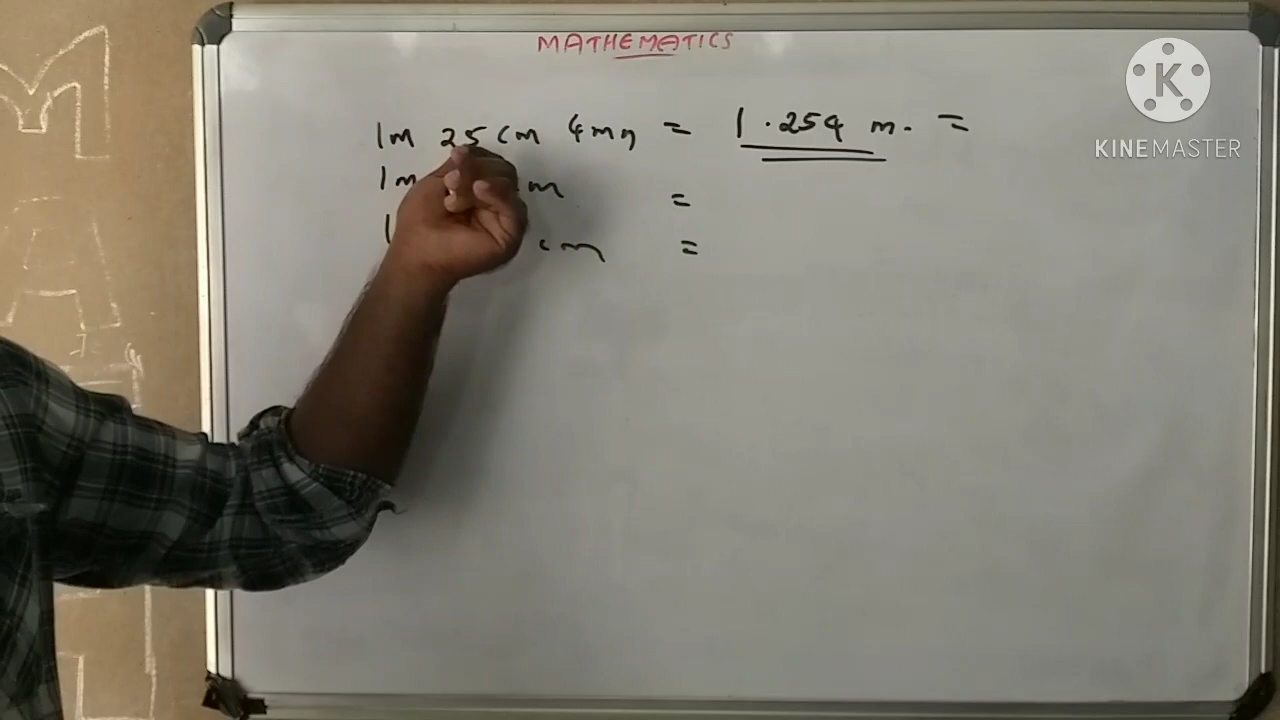 MATHEMATICS
KINEMASTER
1m 25cm 4mm = 1.254 m. =
1m m =
cm =